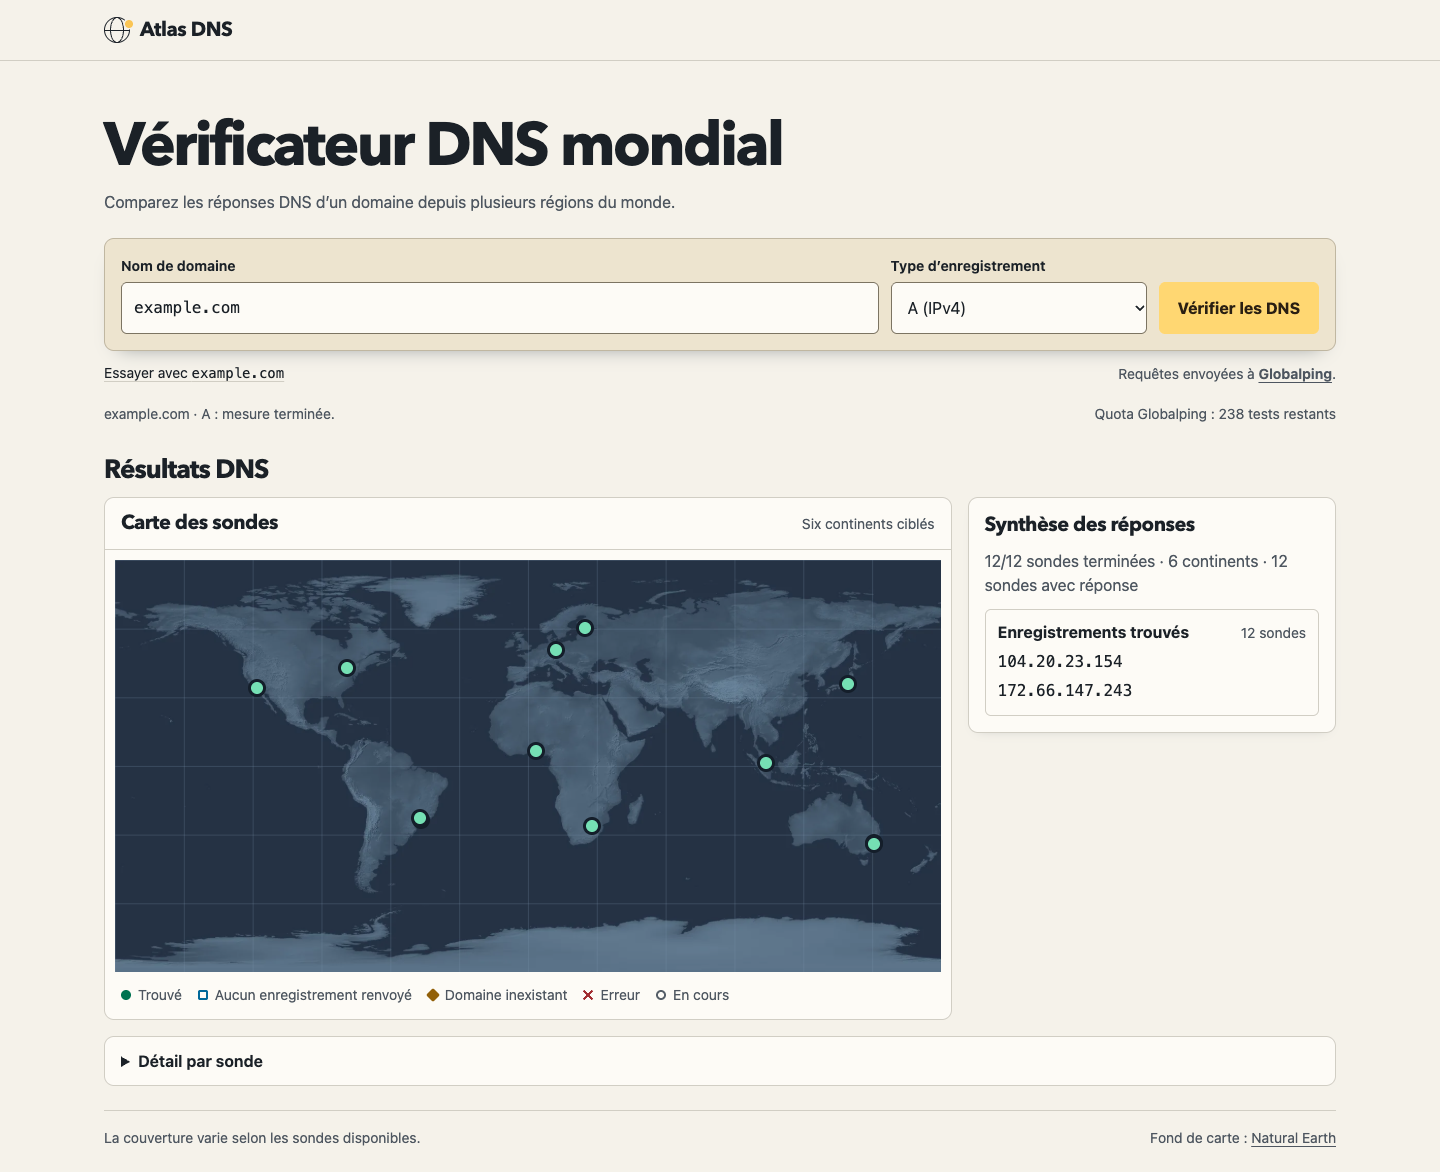 Atlas DNS
Vérificateur DNS mondial
Comparez les réponses DNS d’un domaine depuis plusieurs régions du monde.
Nom de domaine
Type d’enregistrement
example.com
A (IPv4)
Vérifier les DNS
Essayer avec example.com
Requêtes envoyées à Globalping.
example.com · A : mesure terminée.
Quota Globalping : 238 tests restants
Résultats DNS
Carte des sondes
Six continents ciblés
Synthèse des réponses
12/12 sondes terminées · 6 continents · 12
sondes avec réponse
Enregistrements trouvés
12 sondes
104.20.23.154
172.66.147.243
Trouvé
Aucun enregistrement renvoyé
Domaine inexistant
Erreur
En cours
Détail par sonde
La couverture varie selon les sondes disponibles.
Fond de carte : Natural Earth